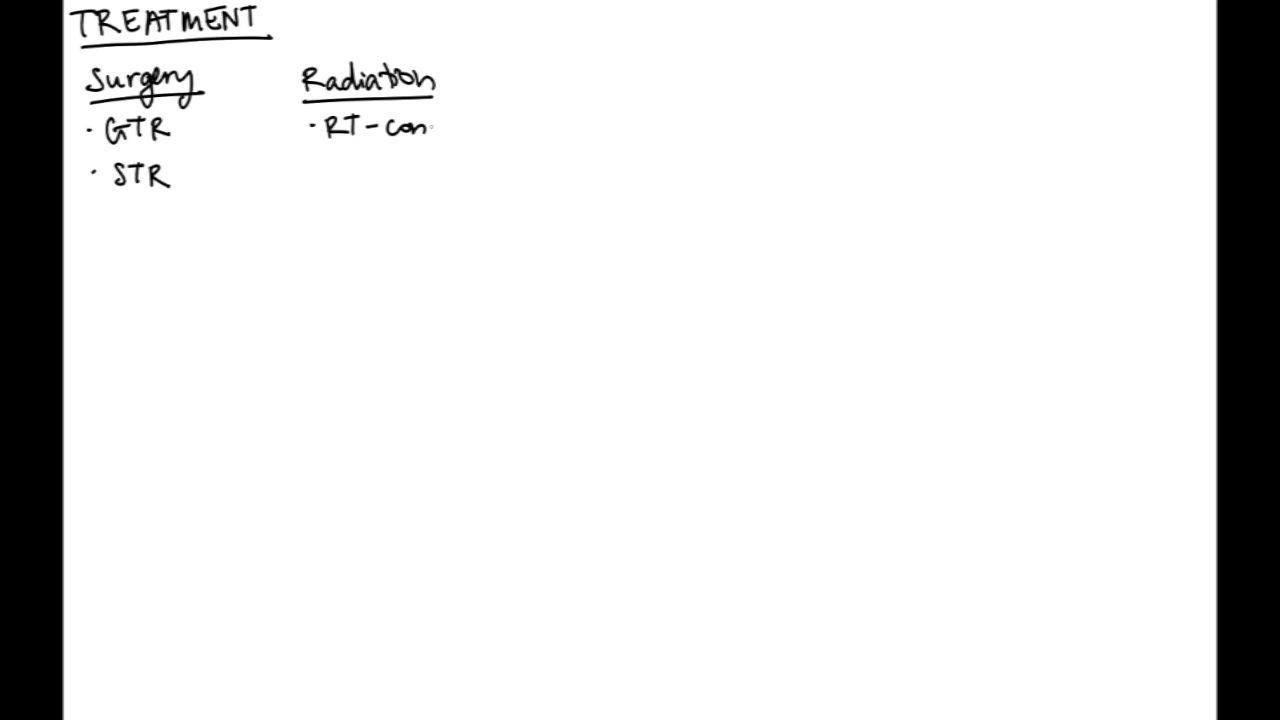 TREATMENT
Surgery
· GTR
· STR
Radiation
· RT-con